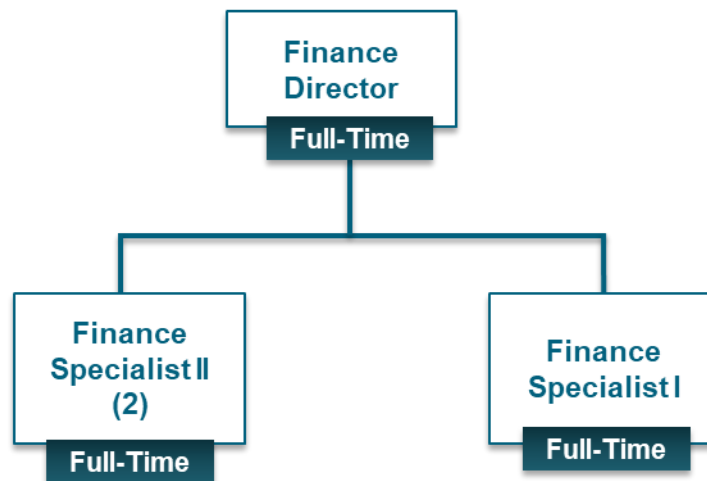 Finance
Director
Full-Time
Finance
Specialist II
(2)
Full-Time
Finance
Specialist I
Full-Time